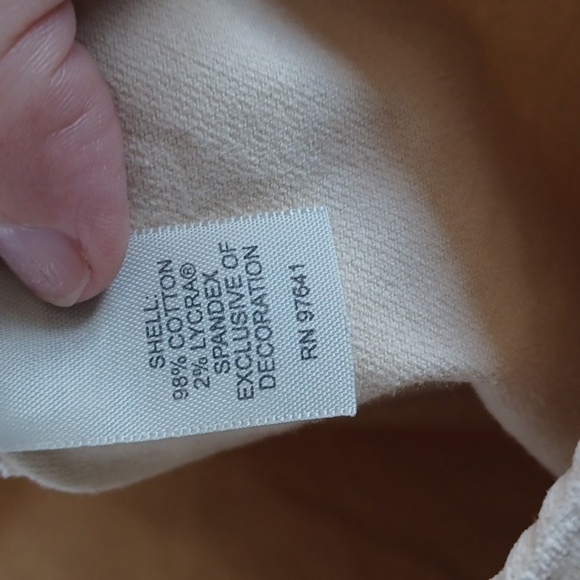 SHELL:
98% COTTON
2% LYCRA®
SPANDEX
EXCLUSIVE OF
DECORATION
RN 97641